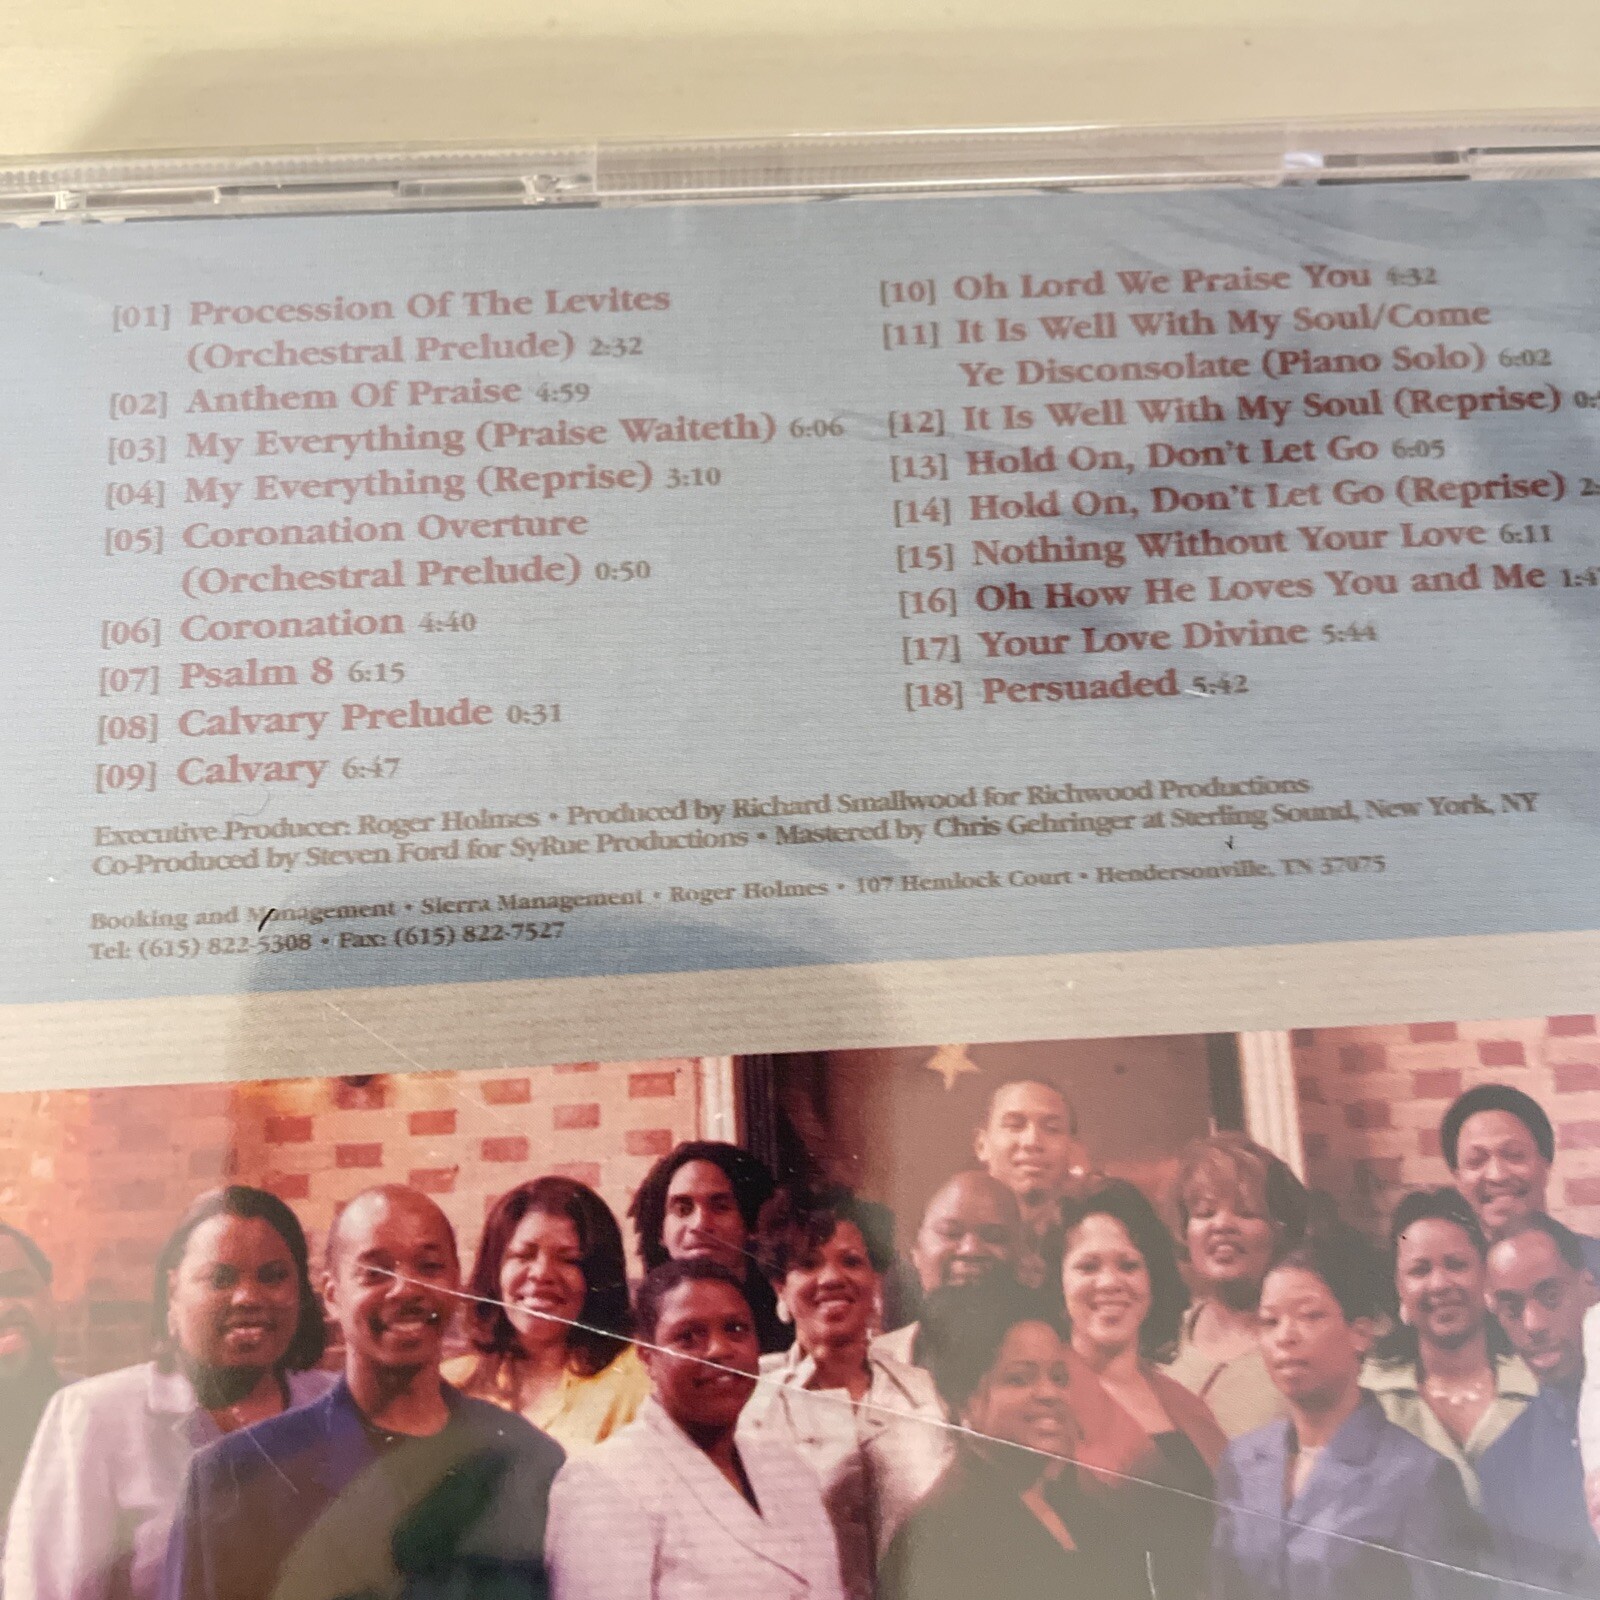 [01] Procession Of The Levites
(Orchestral Prelude) 2:32
[02] Anthem Of Praise 4:59
[03] My Everything (Praise Waiteth) 6:06
[04] My Everything (Reprise) 3:10
[05] Coronation Overture
(Orchestral Prelude) 0:50
[06] Coronation 4:40
[07] Psalm 8 6:15
[08] Calvary Prelude 0:31
[09] Calvary 6:47
[10] Oh Lord We Praise You 4:32
[11] It Is Well With My Soul/Come
Ye Disconsolate (Piano Solo) 6:02
[12] It Is Well With My Soul (Reprise)
[13] Hold On, Don't Let Go 6:05
[14] Hold On, Don't Let Go (Reprise)
[15] Nothing Without Your Love 6:11
[16] Oh How He Loves You and Me
[17] Your Love Divine 5:44
[18] Persuaded 5:42
Executive Producer: Roger Holmes • Produced by Richard Smallwood for Richwood Productions
Co-Produced by Steven Ford for SyRue Productions • Mastered by Chris Gehringer at Sterling Sound, New York, NY
Booking and Management • Sierra Management • Roger Holmes • 107 Hemlock Court • Hendersonville, TN 37075
Tel: (615) 822-5308 • Fax: (615) 822-7527